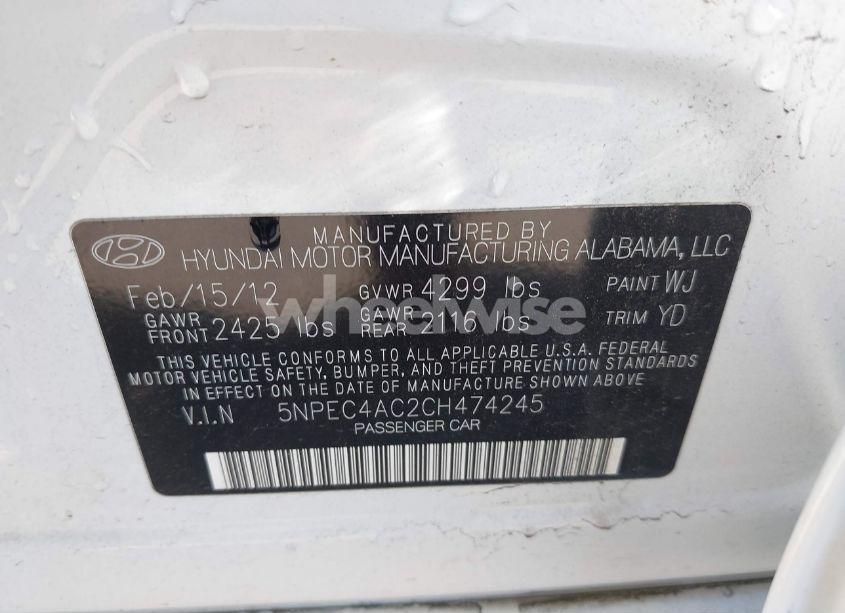 MANUFACTURED BY
HYUNDAI MOTOR MANUFACTURING ALABAMA, LLC
Feb/15/12 GVWR 4299 lbs PAINT WJ
GAWR FRONT 2425 lbs GAWR REAR 2116 lbs TRIM YD
wheelwise
THIS VEHICLE CONFORMS TO ALL APPLICABLE U.S.A. FEDERAL
MOTOR VEHICLE SAFETY, BUMPER, AND THEFT PREVENTION STANDARDS
IN EFFECT ON THE DATE OF MANUFACTURE SHOWN ABOVE
V.I.N 5NPEC4AC2CH474245
PASSENGER CAR